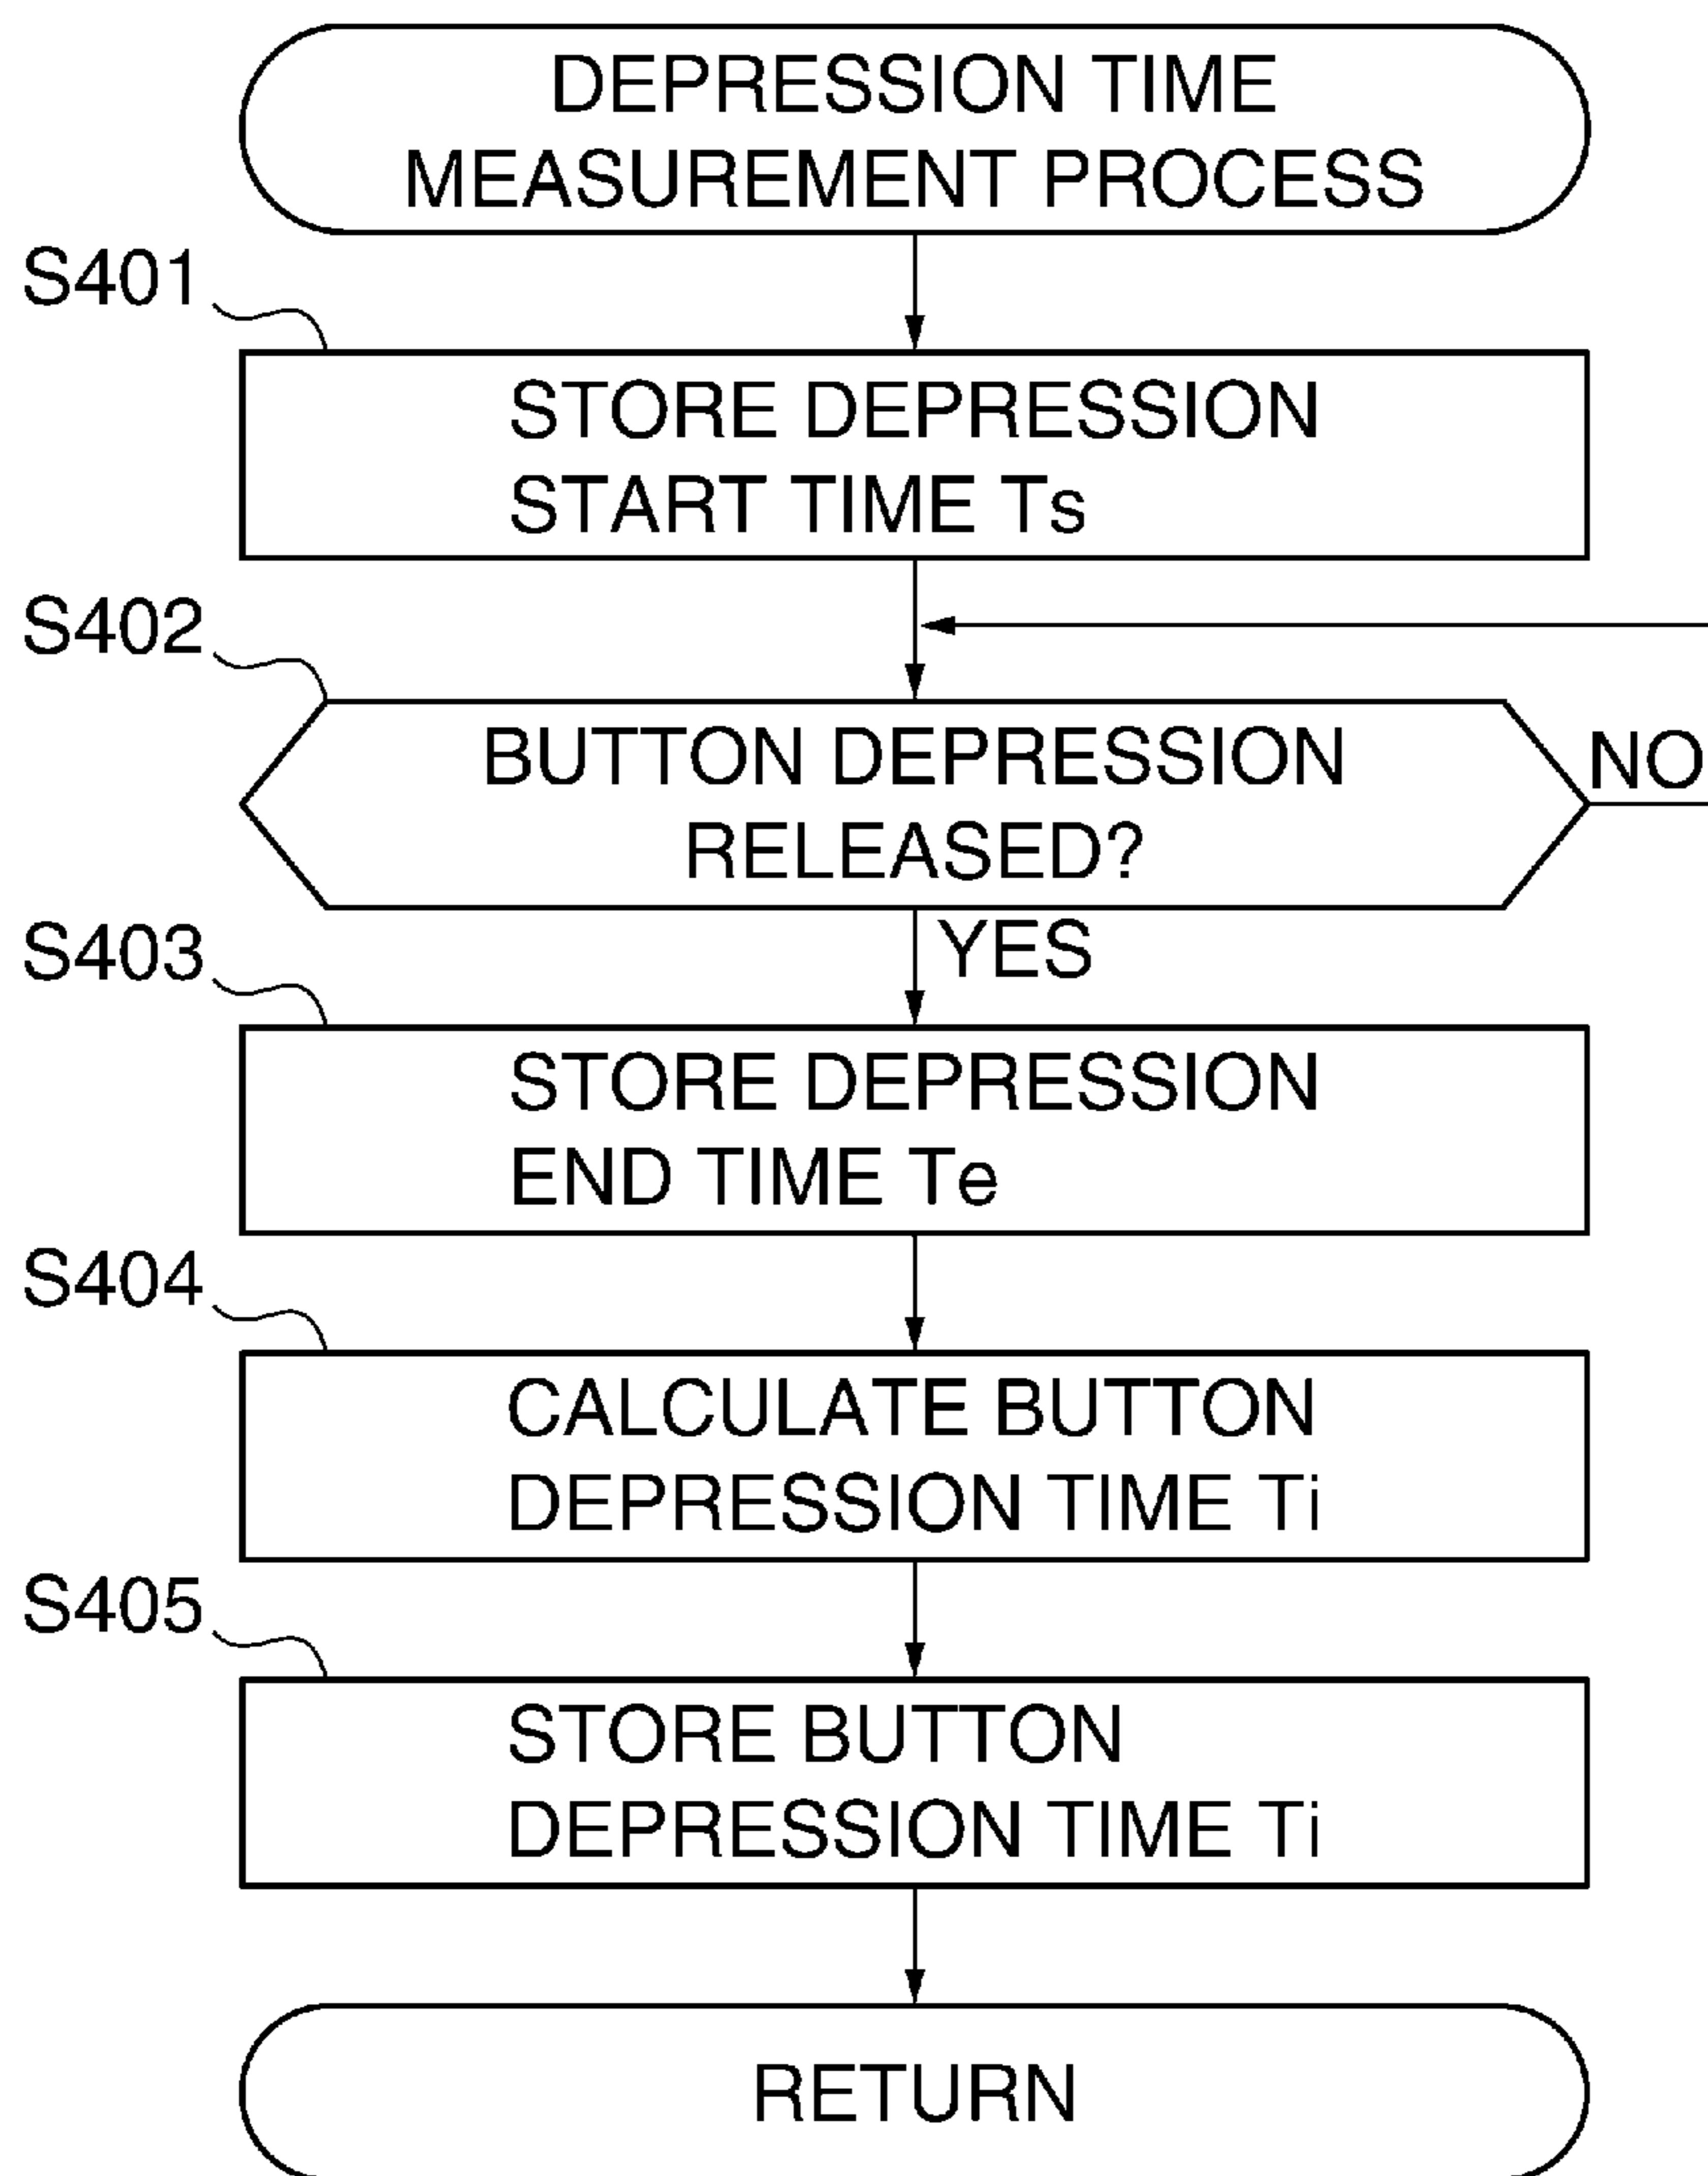 DEPRESSION TIME
MEASUREMENT PROCESS
S401
STORE DEPRESSION
START TIME Ts
S402
BUTTON DEPRESSION
RELEASED?
NO
YES
S403
STORE DEPRESSION
END TIME Te
S404
CALCULATE BUTTON
DEPRESSION TIME Ti
S405
STORE BUTTON
DEPRESSION TIME Ti
RETURN